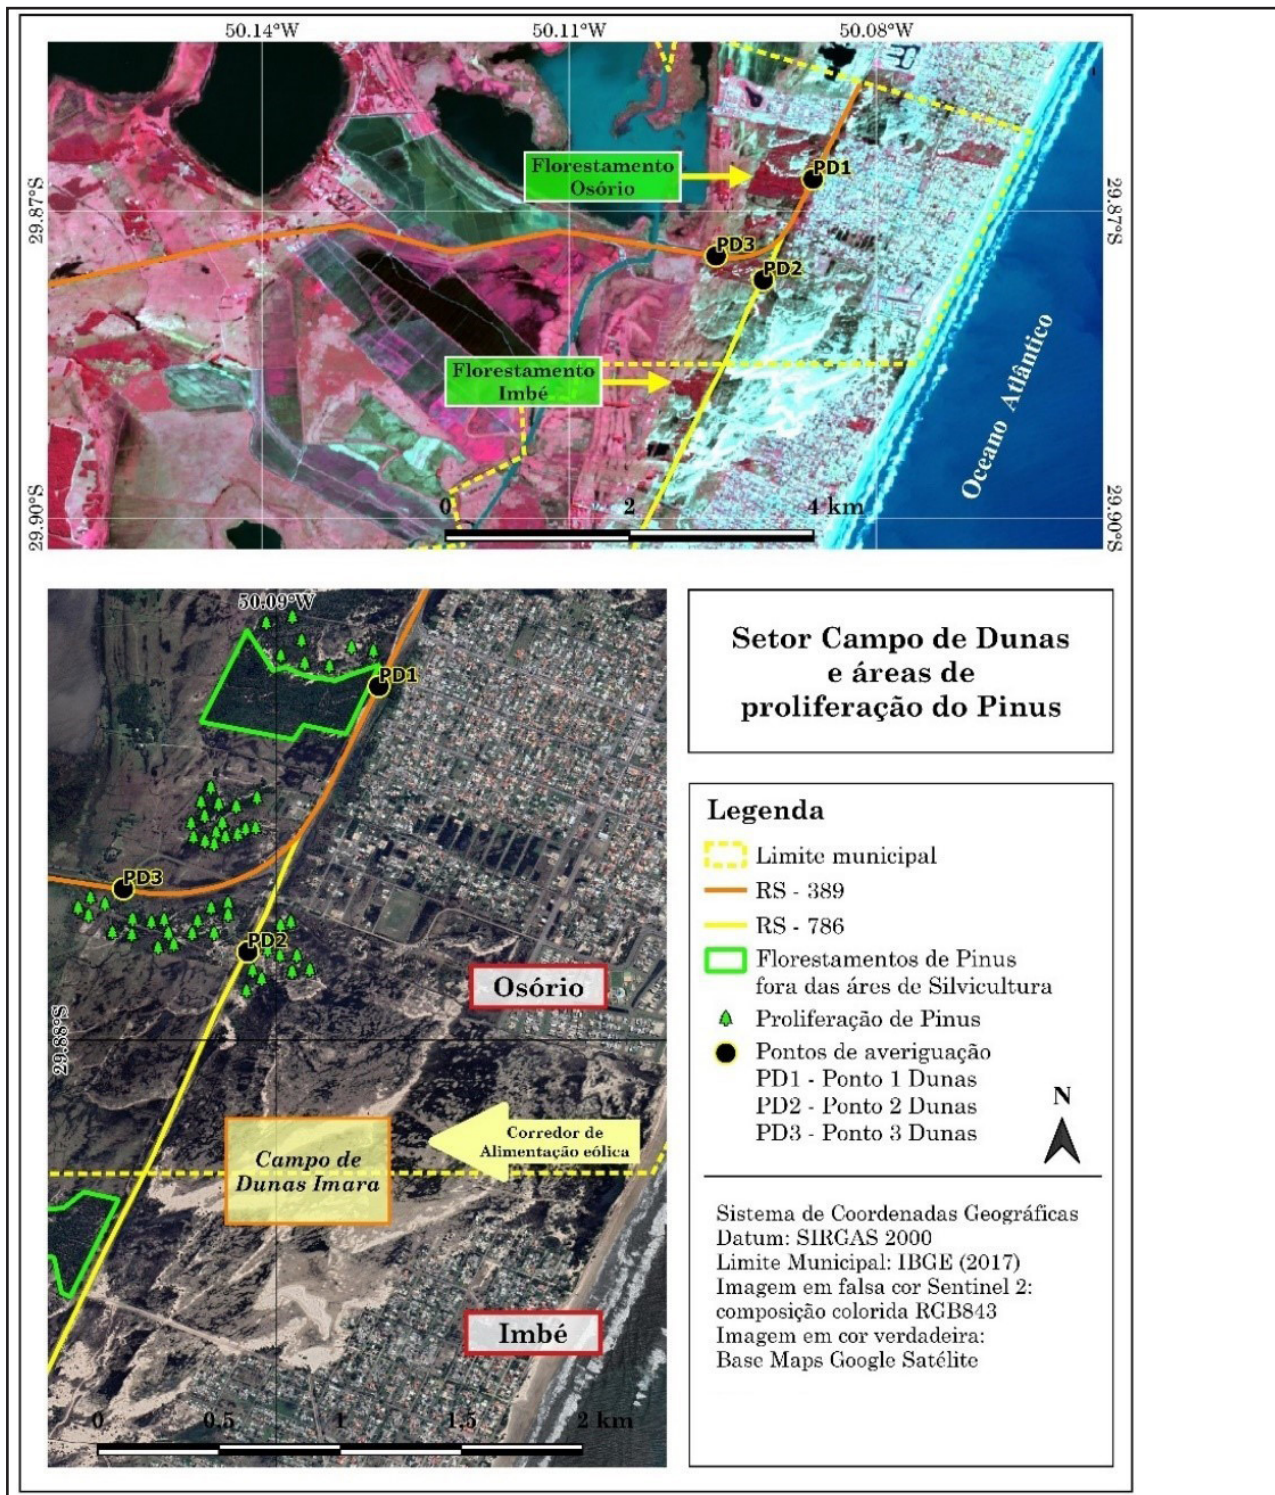 50.14°W
50.11°W
50.08°W
Florestamento
Osório
PD1
29.87°S
29.87°S
PD3
PD2
Florestamento
Imbé
Oceano Atlântico
0
2
4 km
29.90°S
29.90°S
50.09°W
PD1
PD3
PD2
Osório
29.88°S
Corredor de
Alimentação eólica
Campo de
Dunas Imara
Imbé
0
0,5
1
1,5
2 km
Setor Campo de Dunas
e áreas de
proliferação do Pinus
Legenda
Limite municipal
RS - 389
RS - 786
Florestamentos de Pinus
fora das áres de Silvicultura
Proliferação de Pinus
Pontos de averiguação
PD1 - Ponto 1 Dunas
PD2 - Ponto 2 Dunas
PD3 - Ponto 3 Dunas
N
Sistema de Coordenadas Geográficas
Datum: SIRGAS 2000
Limite Municipal: IBGE (2017)
Imagem em falsa cor Sentinel 2:
composição colorida RGB843
Imagem em cor verdadeira:
Base Maps Google Satélite